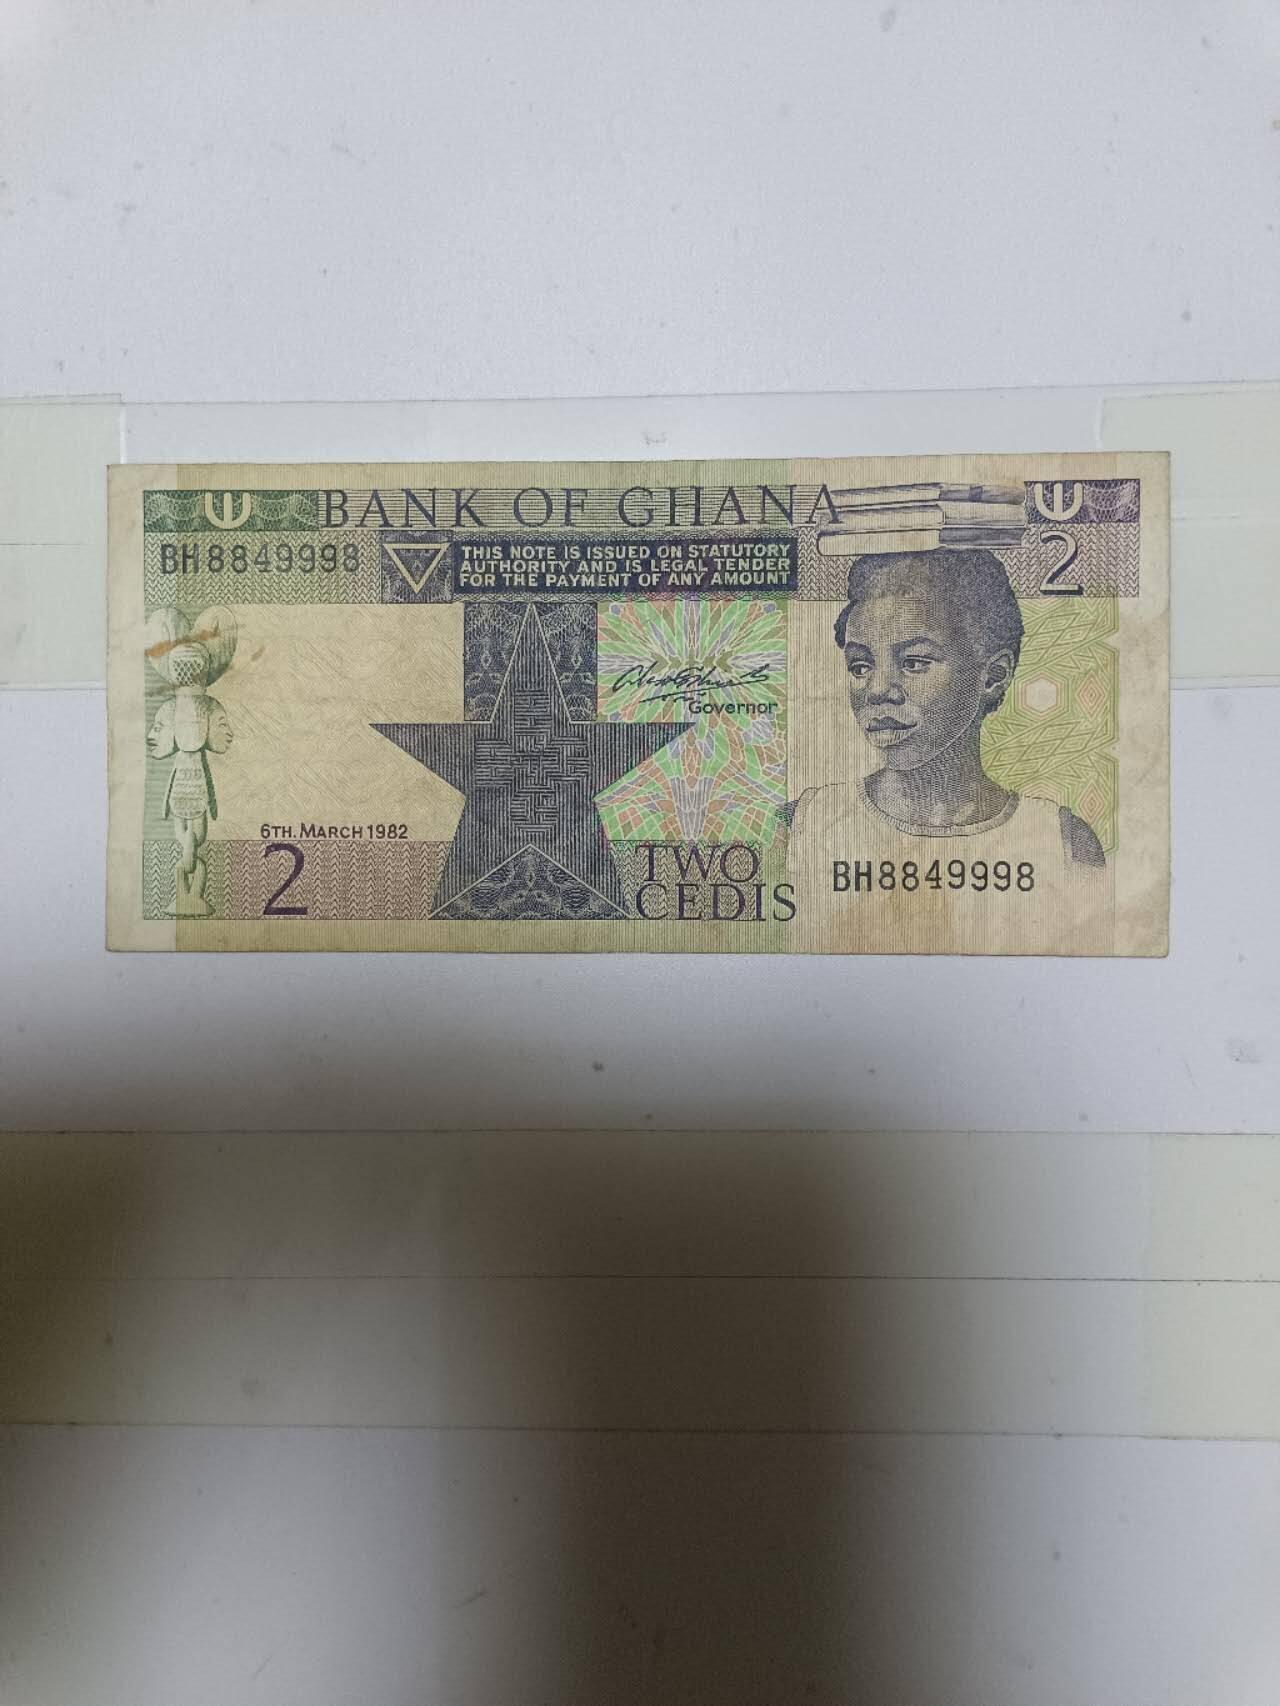 BANK OF GHANA
BH8849998
THIS NOTE IS ISSUED ON STATUTORY
AUTHORITY AND IS LEGAL TENDER
FOR THE PAYMENT OF ANY AMOUNT
2
Governor
6TH. MARCH 1982
2
TWO
CEDIS
BH8849998